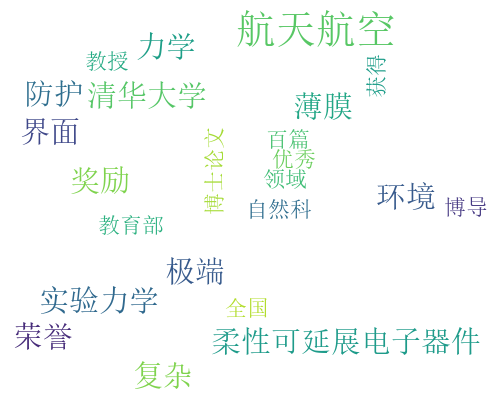 航天航空
力学
教授
获得
防护
清华大学
薄膜
界面
百篇
博士论文
优秀
奖励
领域
环境
自然科
博导
教育部
极端
实验力学
全国
荣誉
柔性可延展电子器件
复杂